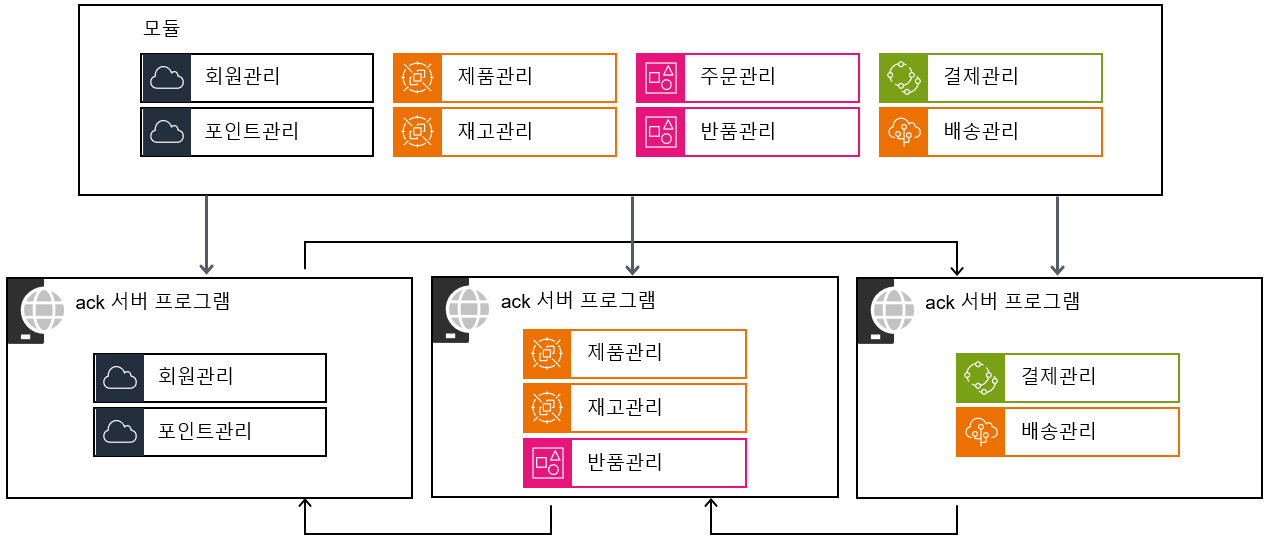 모듈
회원관리
제품관리
주문관리
결제관리
포인트관리
재고관리
반품관리
배송관리
ack 서버 프로그램
회원관리
포인트관리
ack 서버 프로그램
제품관리
재고관리
반품관리
ack 서버 프로그램
결제관리
배송관리